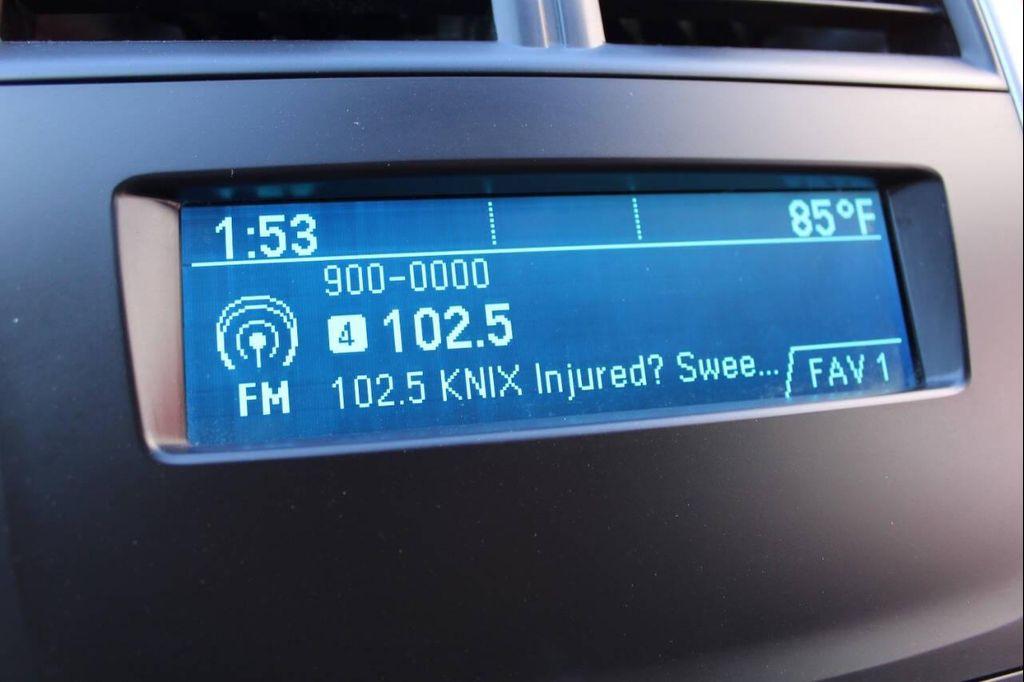 1:53 85°F
900-0000
4 102.5
102.5 KNIX Injured? Swee... FAV 1
FM